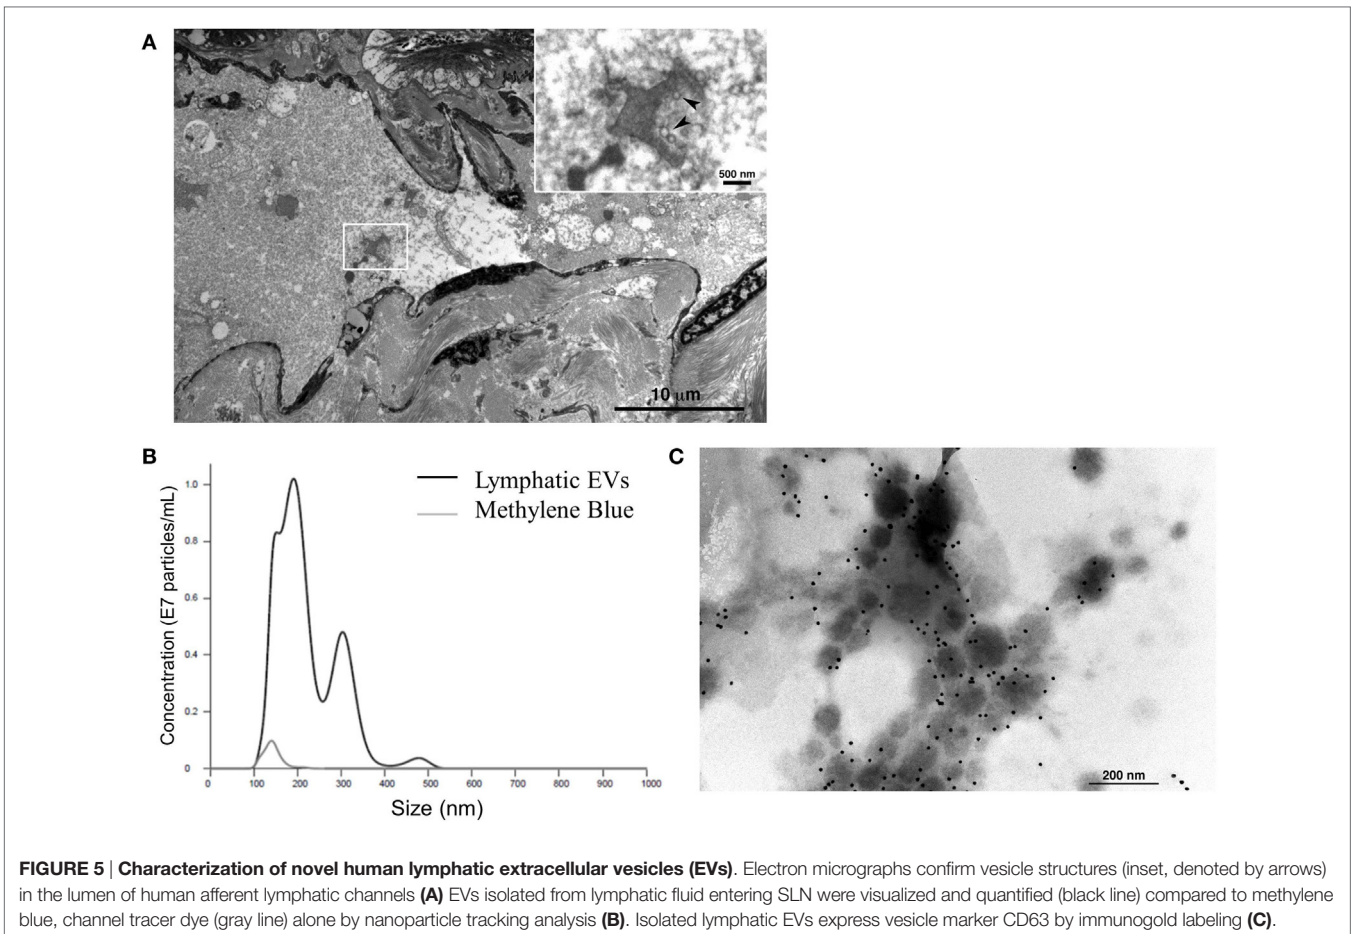 A
500 nm
10 μm
B
Concentration (E7 particles/mL)
1.0
0.8
0.6
0.4
0.2
0
0 100 200 300 400 500 600 700 800 900 1000
Size (nm)
Lymphatic EVs
Methylene Blue
C
200 nm
FIGURE 5 | Characterization of novel human lymphatic extracellular vesicles (EVs). Electron micrographs confirm vesicle structures (inset, denoted by arrows)
in the lumen of human afferent lymphatic channels (A) EVs isolated from lymphatic fluid entering SLN were visualized and quantified (black line) compared to methylene
blue, channel tracer dye (gray line) alone by nanoparticle tracking analysis (B). Isolated lymphatic EVs express vesicle marker CD63 by immunogold labeling (C).